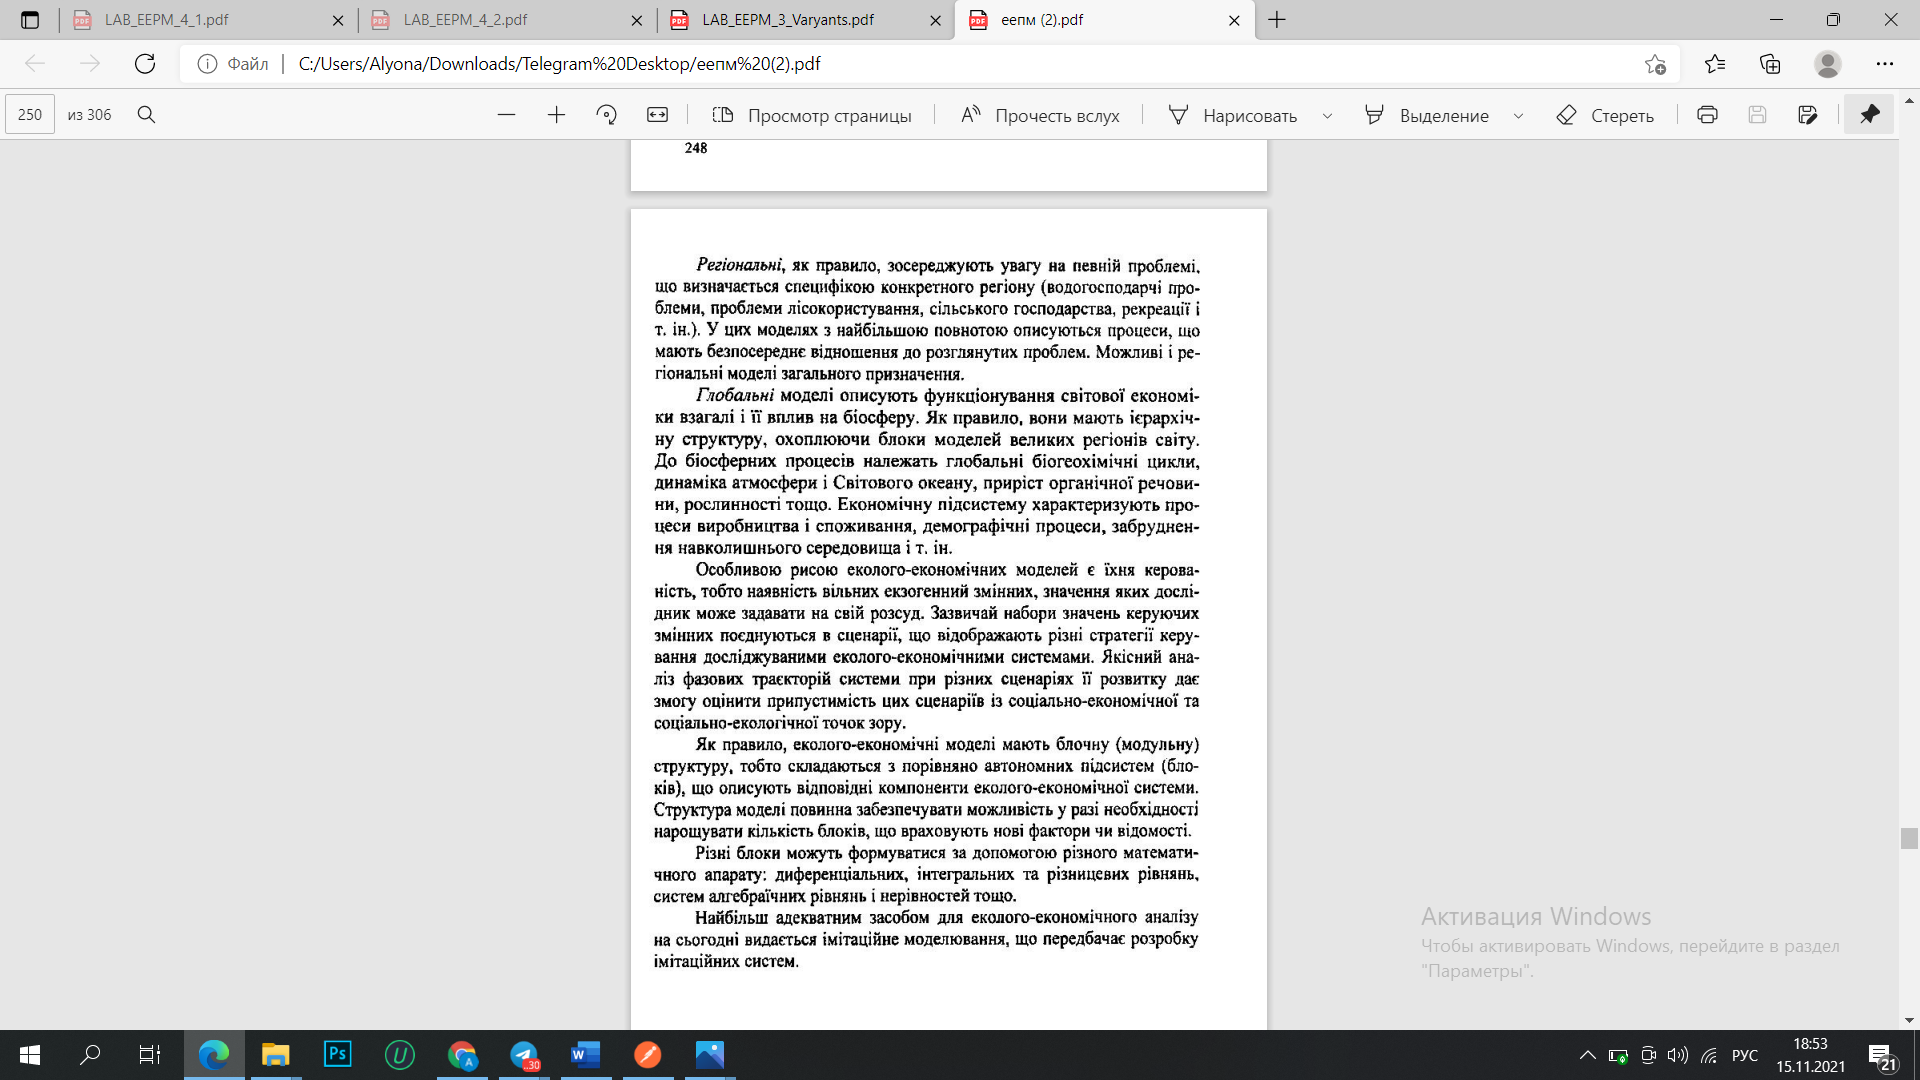 LAB_EEPM_4_1.pdf
LAB_EEPM_4_2.pdf
LAB_EEPM_3_Varyants.pdf
еепм (2).pdf
Файл
C:/Users/Alyona/Downloads/Telegram%20Desktop/еепм%20(2).pdf
250
из 306
Просмотр страницы
Прочесть вслух
Нарисовать
Выделение
Стереть
248
Регіональні, як правило, зосереджують увагу на певній проблемі,
що визначається специфікою конкретного регіону (водогосподарчі про-
блеми, проблеми лісокористування, сільського господарства, рекреації і
т. ін.). У цих моделях з найбільшою повнотою описуються процеси, що
мають безпосереднє відношення до розглянутих проблем. Можливі і ре-
гіональні моделі загального призначення.
Глобальні моделі описують функціонування світової економі-
ки взагалі і її вплив на біосферу. Як правило, вони мають ієрархіч-
ну структуру, охоплюючи блоки моделей великих регіонів світу.
До біосферних процесів належать глобальні біогеохімічні цикли,
динаміка атмосфери і Світового океану, приріст органічної речови-
ни, рослинності тощо. Економічну підсистему характеризують про-
цеси виробництва і споживання, демографічні процеси, забруднен-
ня навколишнього середовища і т. ін.
Особливою рисою еколого-економічних моделей є їхня керова-
ність, тобто наявність вільних екзогенний змінних, значення яких дослі-
дник може задавати на свій розсуд. Зазвичай набори значень керуючих
змінних поєднуються в сценарії, що відображають різні стратегії керу-
вання досліджуваними еколого-економічними системами. Якісний ана-
ліз фазових траєкторій системи при різних сценаріях її розвитку дає
змогу оцінити припустимість цих сценаріїв із соціально-економічної та
соціально-екологічної точок зору.
Як правило, еколого-економічні моделі мають блочну (модульну)
структуру, тобто складаються з порівняно автономних підсистем (бло-
ків), що описують відповідні компоненти еколого-економічної системи.
Структура моделі повинна забезпечувати можливість у разі необхідності
нарощувати кількість блоків, що враховують нові фактори чи відомості.
Різні блоки можуть формуватися за допомогою різного математи-
чного апарату: диференціальних, інтегральних та різницевих рівнянь,
систем алгебраїчних рівнянь і нерівностей тощо.
Найбільш адекватним засобом для еколого-економічного аналізу
на сьогодні видається імітаційне моделювання, що передбачає розробку
імітаційних систем.
Активация Windows
Чтобы активировать Windows, перейдите в раздел
"Параметры".
Ps
U
A
..30
W
РУС
18:53
15.11.2021
21